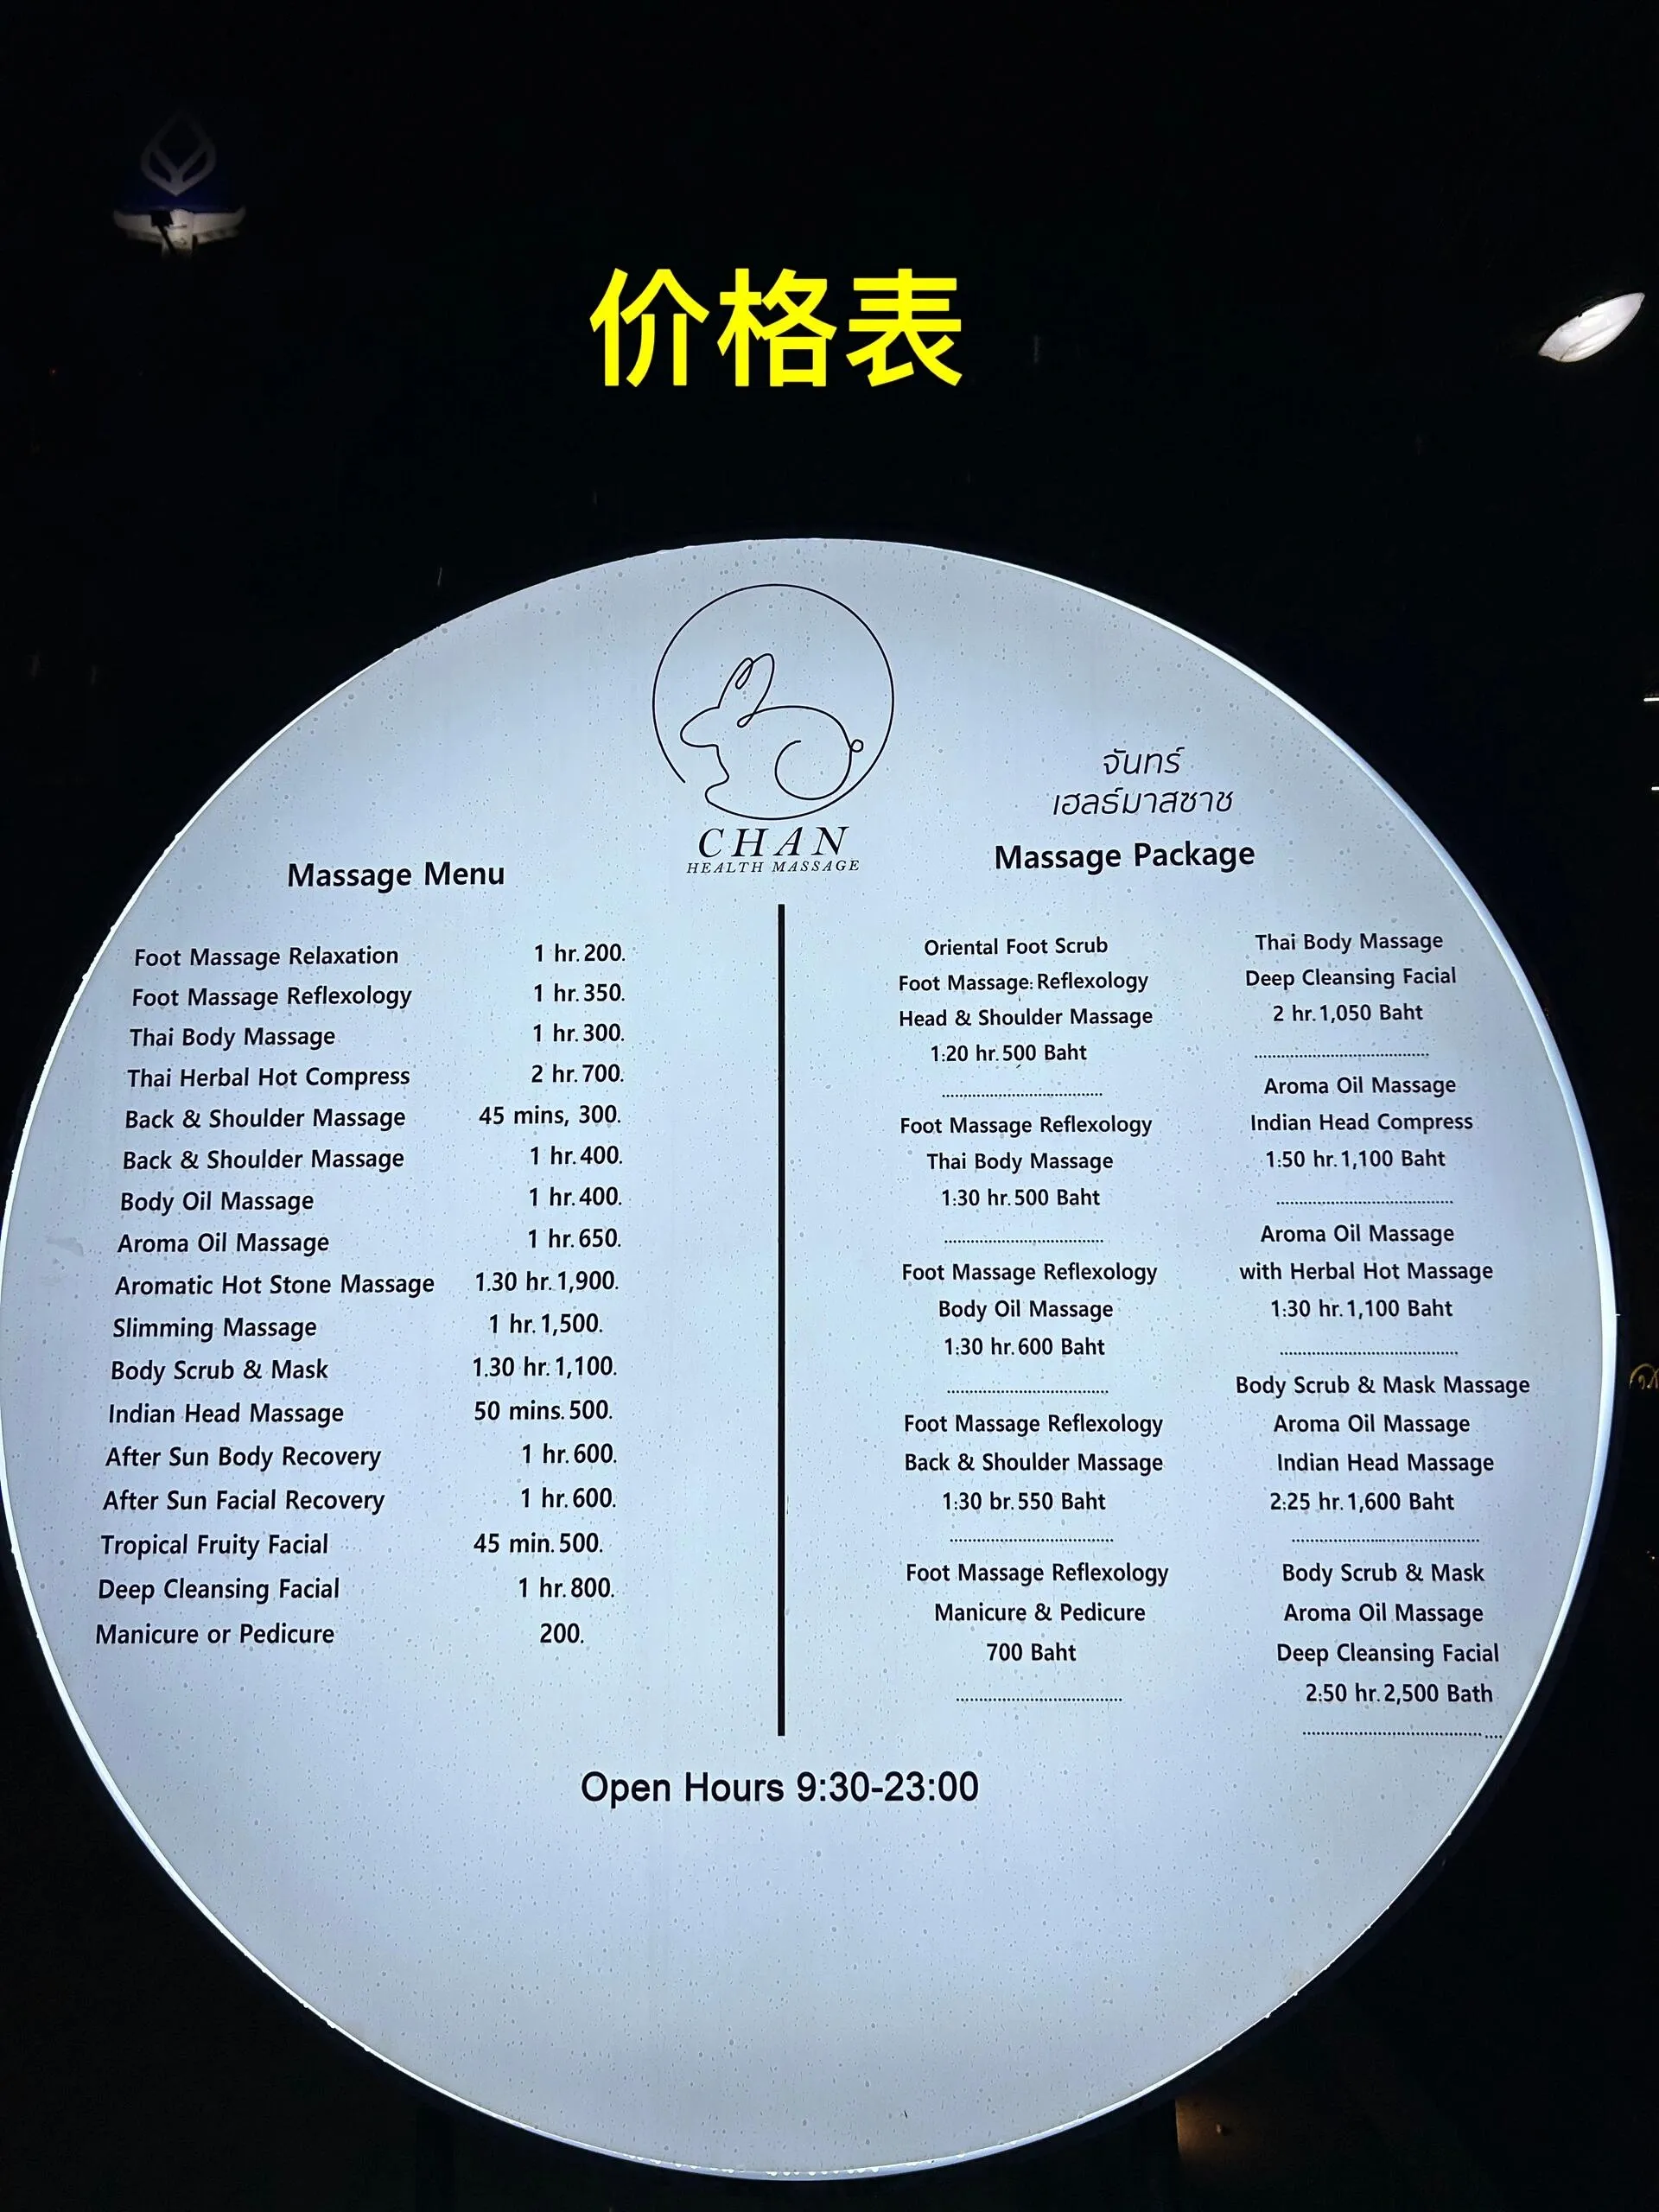 价格表
CHAN
HEALTH MASSAGE
Massage Menu
Foot Massage Relaxation 1 hr. 200.
Foot Massage Reflexology 1 hr. 350.
Thai Body Massage 1 hr. 300.
Thai Herbal Hot Compress 2 hr. 700.
Back & Shoulder Massage 45 mins, 300.
Back & Shoulder Massage 1 hr. 400.
Body Oil Massage 1 hr. 400.
Aroma Oil Massage 1 hr. 650.
Aromatic Hot Stone Massage 1.30 hr. 1,900.
Slimming Massage 1 hr. 1,500.
Body Scrub & Mask 1.30 hr. 1,100.
Indian Head Massage 50 mins. 500.
After Sun Body Recovery 1 hr. 600.
After Sun Facial Recovery 1 hr. 600.
Tropical Fruity Facial 45 min. 500.
Deep Cleansing Facial 1 hr. 800.
Manicure or Pedicure 200.
จันทร์
เฮลธ์มาสซาช
Massage Package
Oriental Foot Scrub
Foot Massage: Reflexology
Head & Shoulder Massage
1:20 hr. 500 Baht
Foot Massage Reflexology
Thai Body Massage
1:30 hr. 500 Baht
Foot Massage Reflexology
Body Oil Massage
1:30 hr. 600 Baht
Foot Massage Reflexology
Back & Shoulder Massage
1:30 br. 550 Baht
Foot Massage Reflexology
Manicure & Pedicure
700 Baht
Thai Body Massage
Deep Cleansing Facial
2 hr. 1,050 Baht
Aroma Oil Massage
Indian Head Compress
1:50 hr. 1,100 Baht
Aroma Oil Massage
with Herbal Hot Massage
1:30 hr. 1,100 Baht
Body Scrub & Mask Massage
Aroma Oil Massage
Indian Head Massage
2:25 hr. 1,600 Baht
Body Scrub & Mask
Aroma Oil Massage
Deep Cleansing Facial
2:50 hr. 2,500 Bath
Open Hours 9:30-23:00